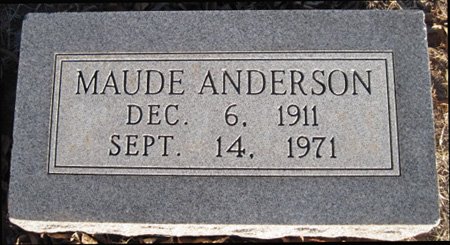 MAUDE ANDERSON
DEC. 6, 1911
SEPT. 14, 1971